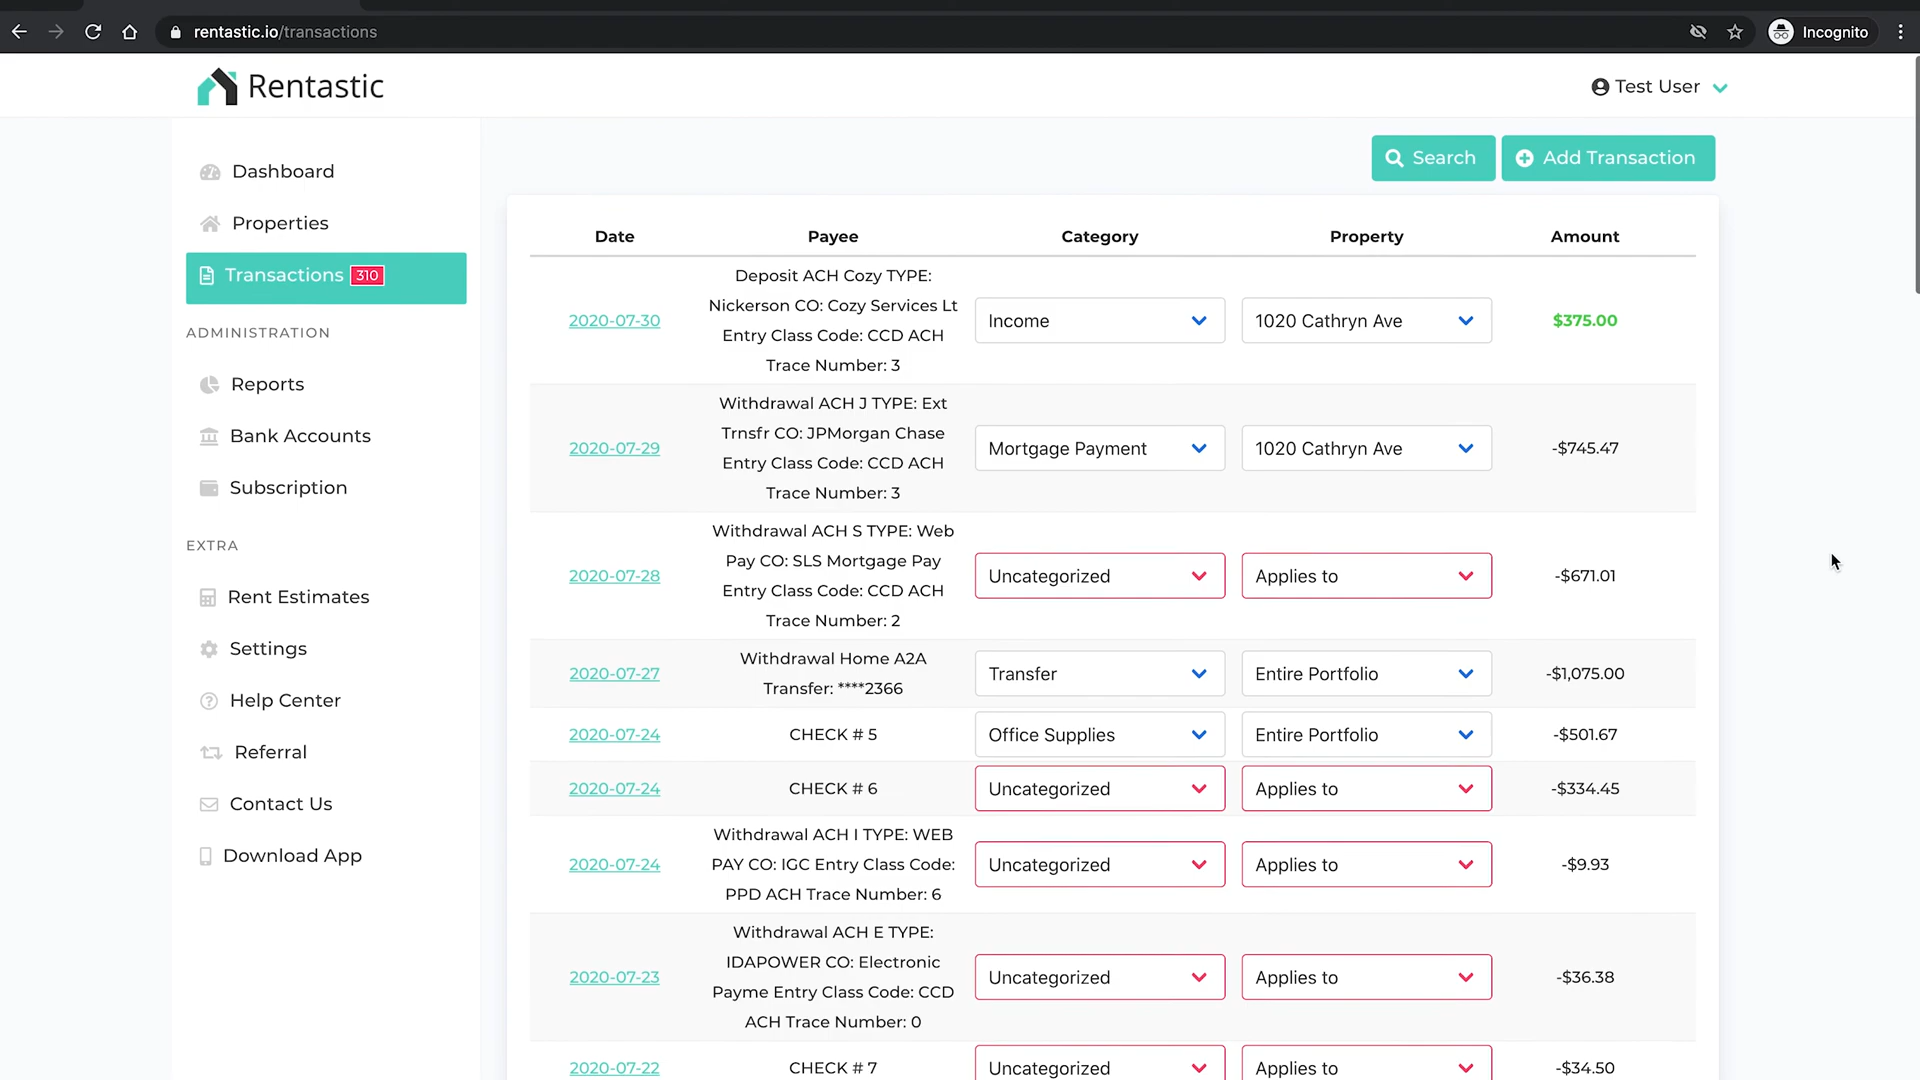 rentastic.io/transactions
Incognito
Rentastic
Test User
Dashboard
Properties
Transactions 310
ADMINISTRATION
Reports
Bank Accounts
Subscription
EXTRA
Rent Estimates
Settings
Help Center
Referral
Contact Us
Download App
Search
Add Transaction
Date Payee Category Property Amount
Deposit ACH Cozy TYPE:
Nickerson CO: Cozy Services Lt
Entry Class Code: CCD ACH
Trace Number: 3
2020-07-30 Income 1020 Cathryn Ave $375.00
Withdrawal ACH J TYPE: Ext
Trnsfr CO: JPMorgan Chase
Entry Class Code: CCD ACH
Trace Number: 3
2020-07-29 Mortgage Payment 1020 Cathryn Ave -$745.47
Withdrawal ACH S TYPE: Web
Pay CO: SLS Mortgage Pay
Entry Class Code: CCD ACH
Trace Number: 2
2020-07-28 Uncategorized Applies to -$671.01
Withdrawal Home A2A
Transfer: ****2366
2020-07-27 Transfer Entire Portfolio -$1,075.00
2020-07-24 CHECK # 5 Office Supplies Entire Portfolio -$501.67
2020-07-24 CHECK # 6 Uncategorized Applies to -$334.45
Withdrawal ACH I TYPE: WEB
PAY CO: IGC Entry Class Code:
PPD ACH Trace Number: 6
2020-07-24 Uncategorized Applies to -$9.93
Withdrawal ACH E TYPE:
IDAPOWER CO: Electronic
Payme Entry Class Code: CCD
ACH Trace Number: 0
2020-07-23 Uncategorized Applies to -$36.38
2020-07-22 CHECK # 7 Uncategorized Applies to -$34.50